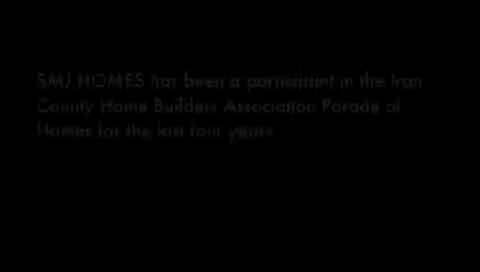 SMJ HOMES has been a participant in the Iron
County Home Builders Association Parade of
Homes for the last four years